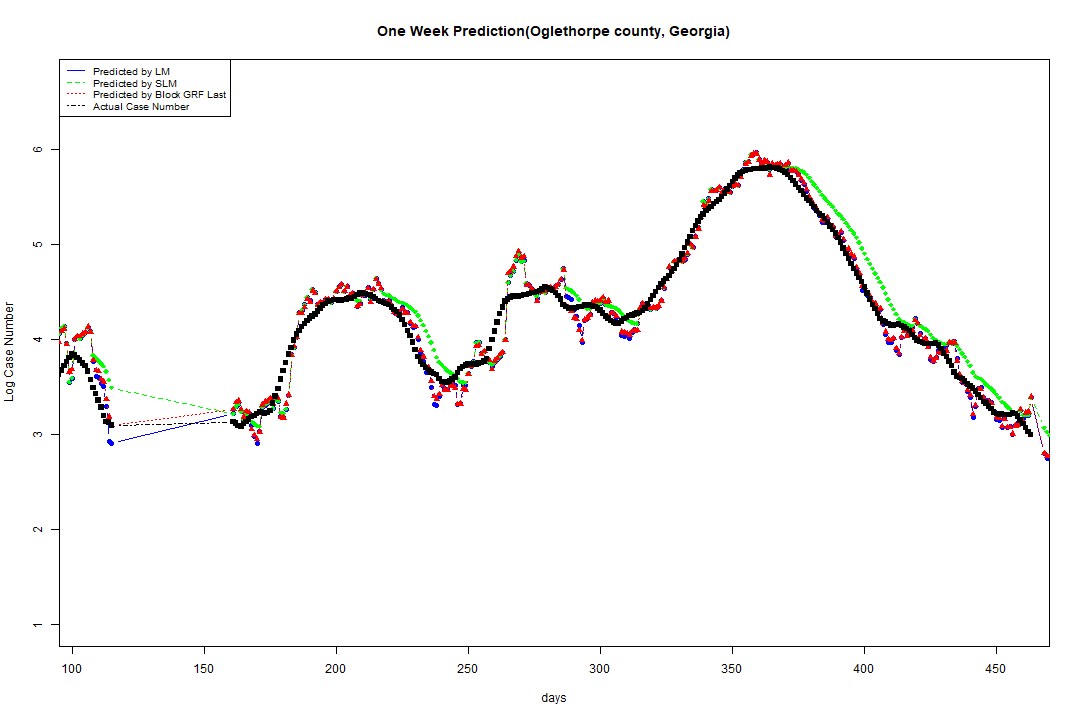 One Week Prediction(Oglethorpe county, Georgia)
Predicted by LM
Predicted by SLM
Predicted by Block GRF Last
Actual Case Number
Log Case Number
6
5
4
3
2
1
100 150 200 250 300 350 400 450
days